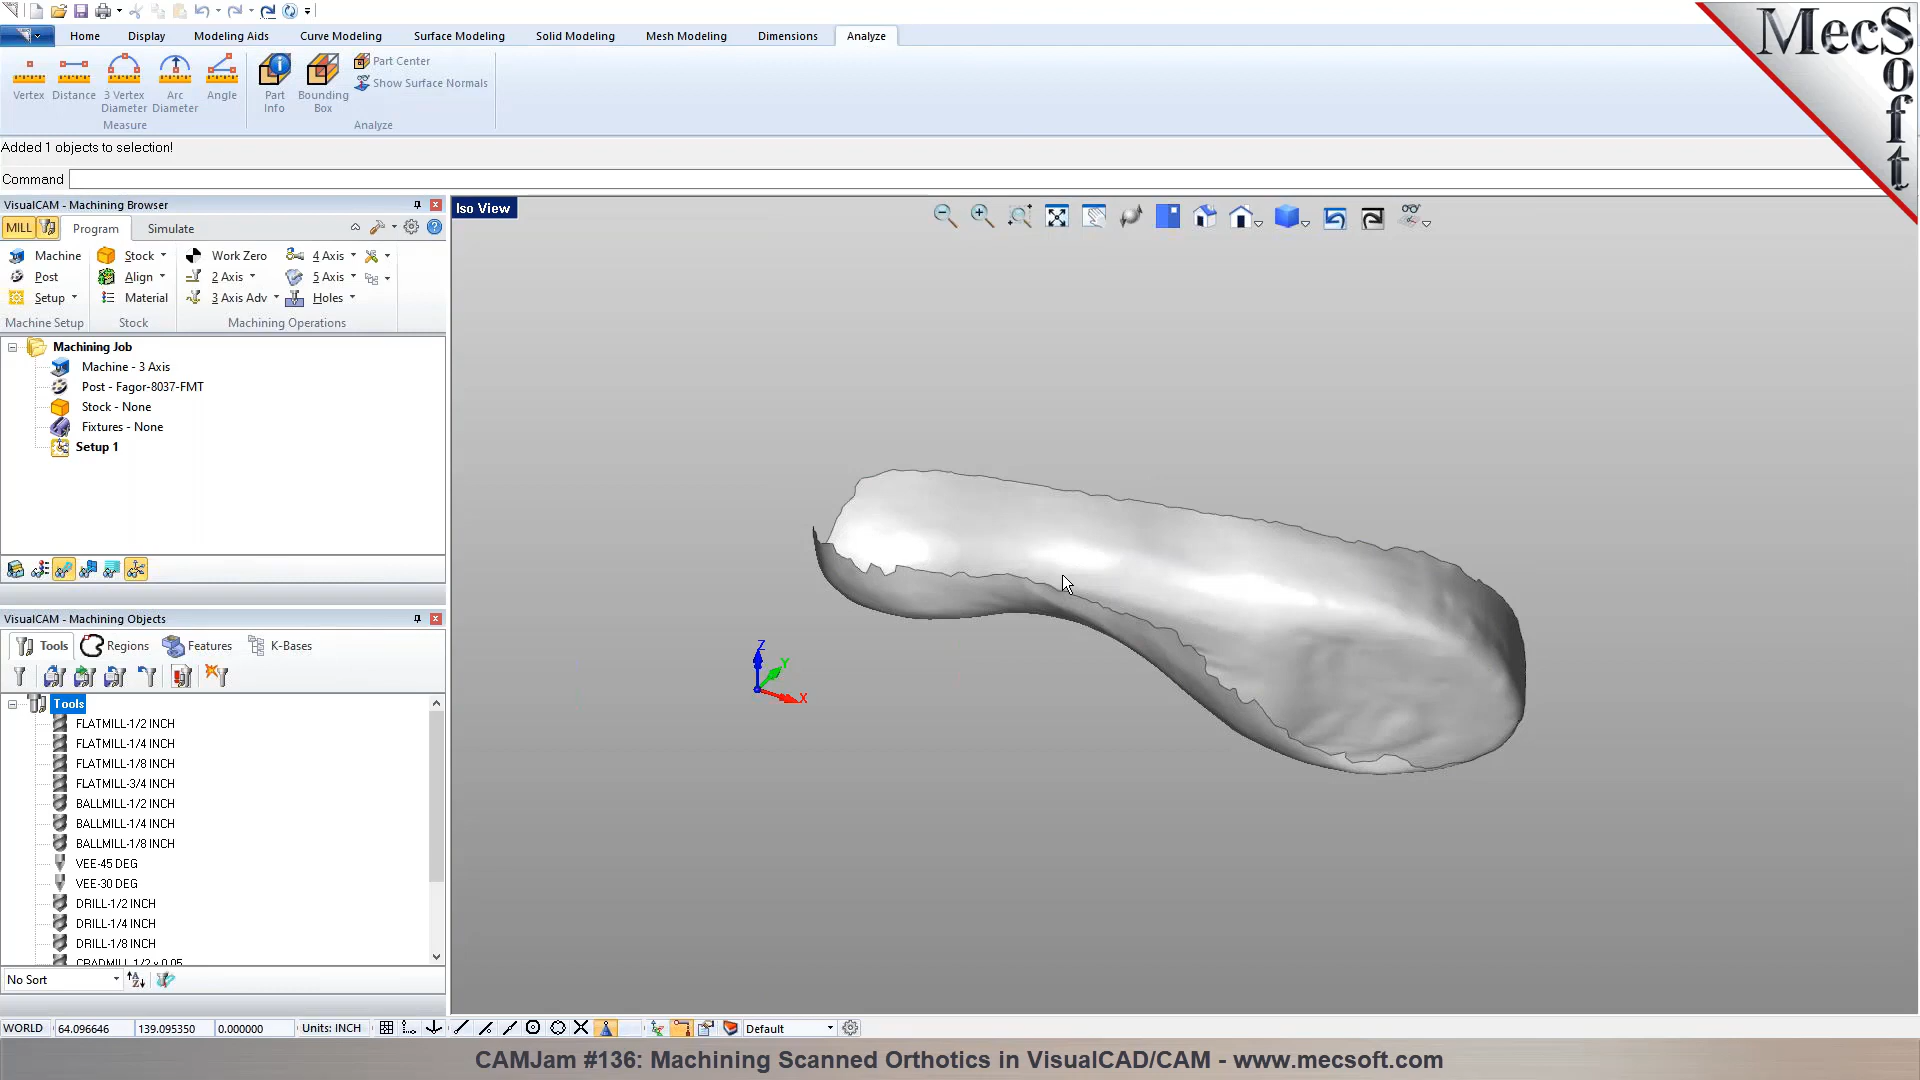 Home Display Modeling Aids Curve Modeling Surface Modeling Solid Modeling Mesh Modeling Dimensions Analyze
MecSoft
Part Center
Show Surface Normals
Vertex Distance 3 Vertex Diameter Arc Diameter Angle Part Info Bounding Box
Measure Analyze
Added 1 objects to selection!
Command
VisualCAM - Machining Browser
Iso View
MILL Program Simulate
Machine Stock Work Zero 4 Axis
Post Align 2 Axis 5 Axis
Setup Material 3 Axis Adv Holes
Machine Setup Stock Machining Operations
Machining Job
Machine - 3 Axis
Post - Fagor-8037-FMT
Stock - None
Fixtures - None
Setup 1
VisualCAM - Machining Objects
Tools Regions Features K-Bases
Z
Y
X
Tools
FLATMILL-1/2 INCH
FLATMILL-1/4 INCH
FLATMILL-1/8 INCH
FLATMILL-3/4 INCH
BALLMILL-1/2 INCH
BALLMILL-1/4 INCH
BALLMILL-1/8 INCH
VEE-45 DEG
VEE-30 DEG
DRILL-1/2 INCH
DRILL-1/4 INCH
DRILL-1/8 INCH
CRADMILL 1/2 x 0.05
No Sort
WORLD 64.096646 139.095350 0.000000 Units: INCH Default
CAMJam #136: Machining Scanned Orthotics in VisualCAD/CAM - www.mecsoft.com